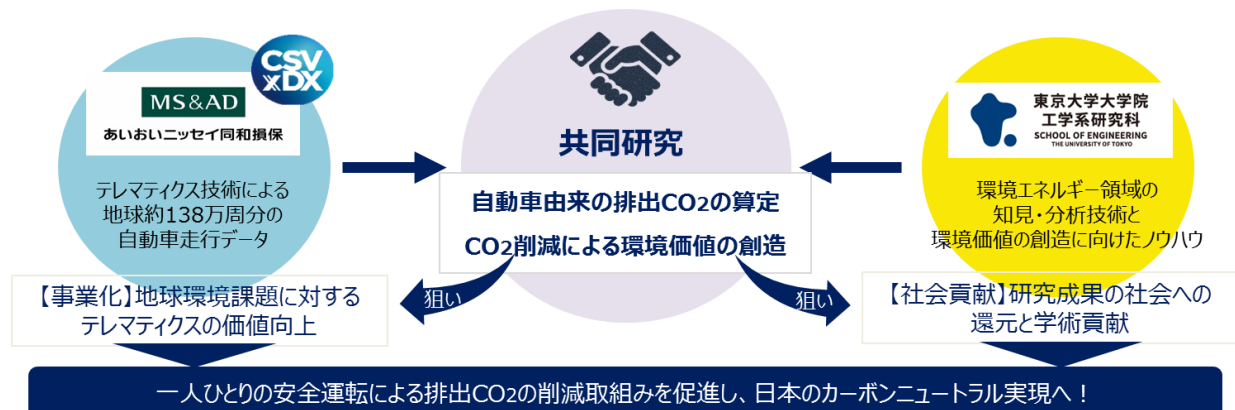 CSV
xDX
MS&AD
あいおいニッセイ同和損保
テレマティクス技術による
地球約138万周分の
自動車走行データ
【事業化】地球環境課題に対する
テレマティクスの価値向上
共同研究
自動車由来の排出CO2の算定
CO2削減による環境価値の創造
狙い
狙い
東京大学大学院
工学系研究科
SCHOOL OF ENGINEERING
THE UNIVERSITY OF TOKYO
環境エネルギー領域の
知見・分析技術と
環境価値の創造に向けたノウハウ
【社会貢献】研究成果の社会への
還元と学術貢献
一人ひとりの安全運転による排出CO2の削減取組みを促進し、日本のカーボンニュートラル実現へ！